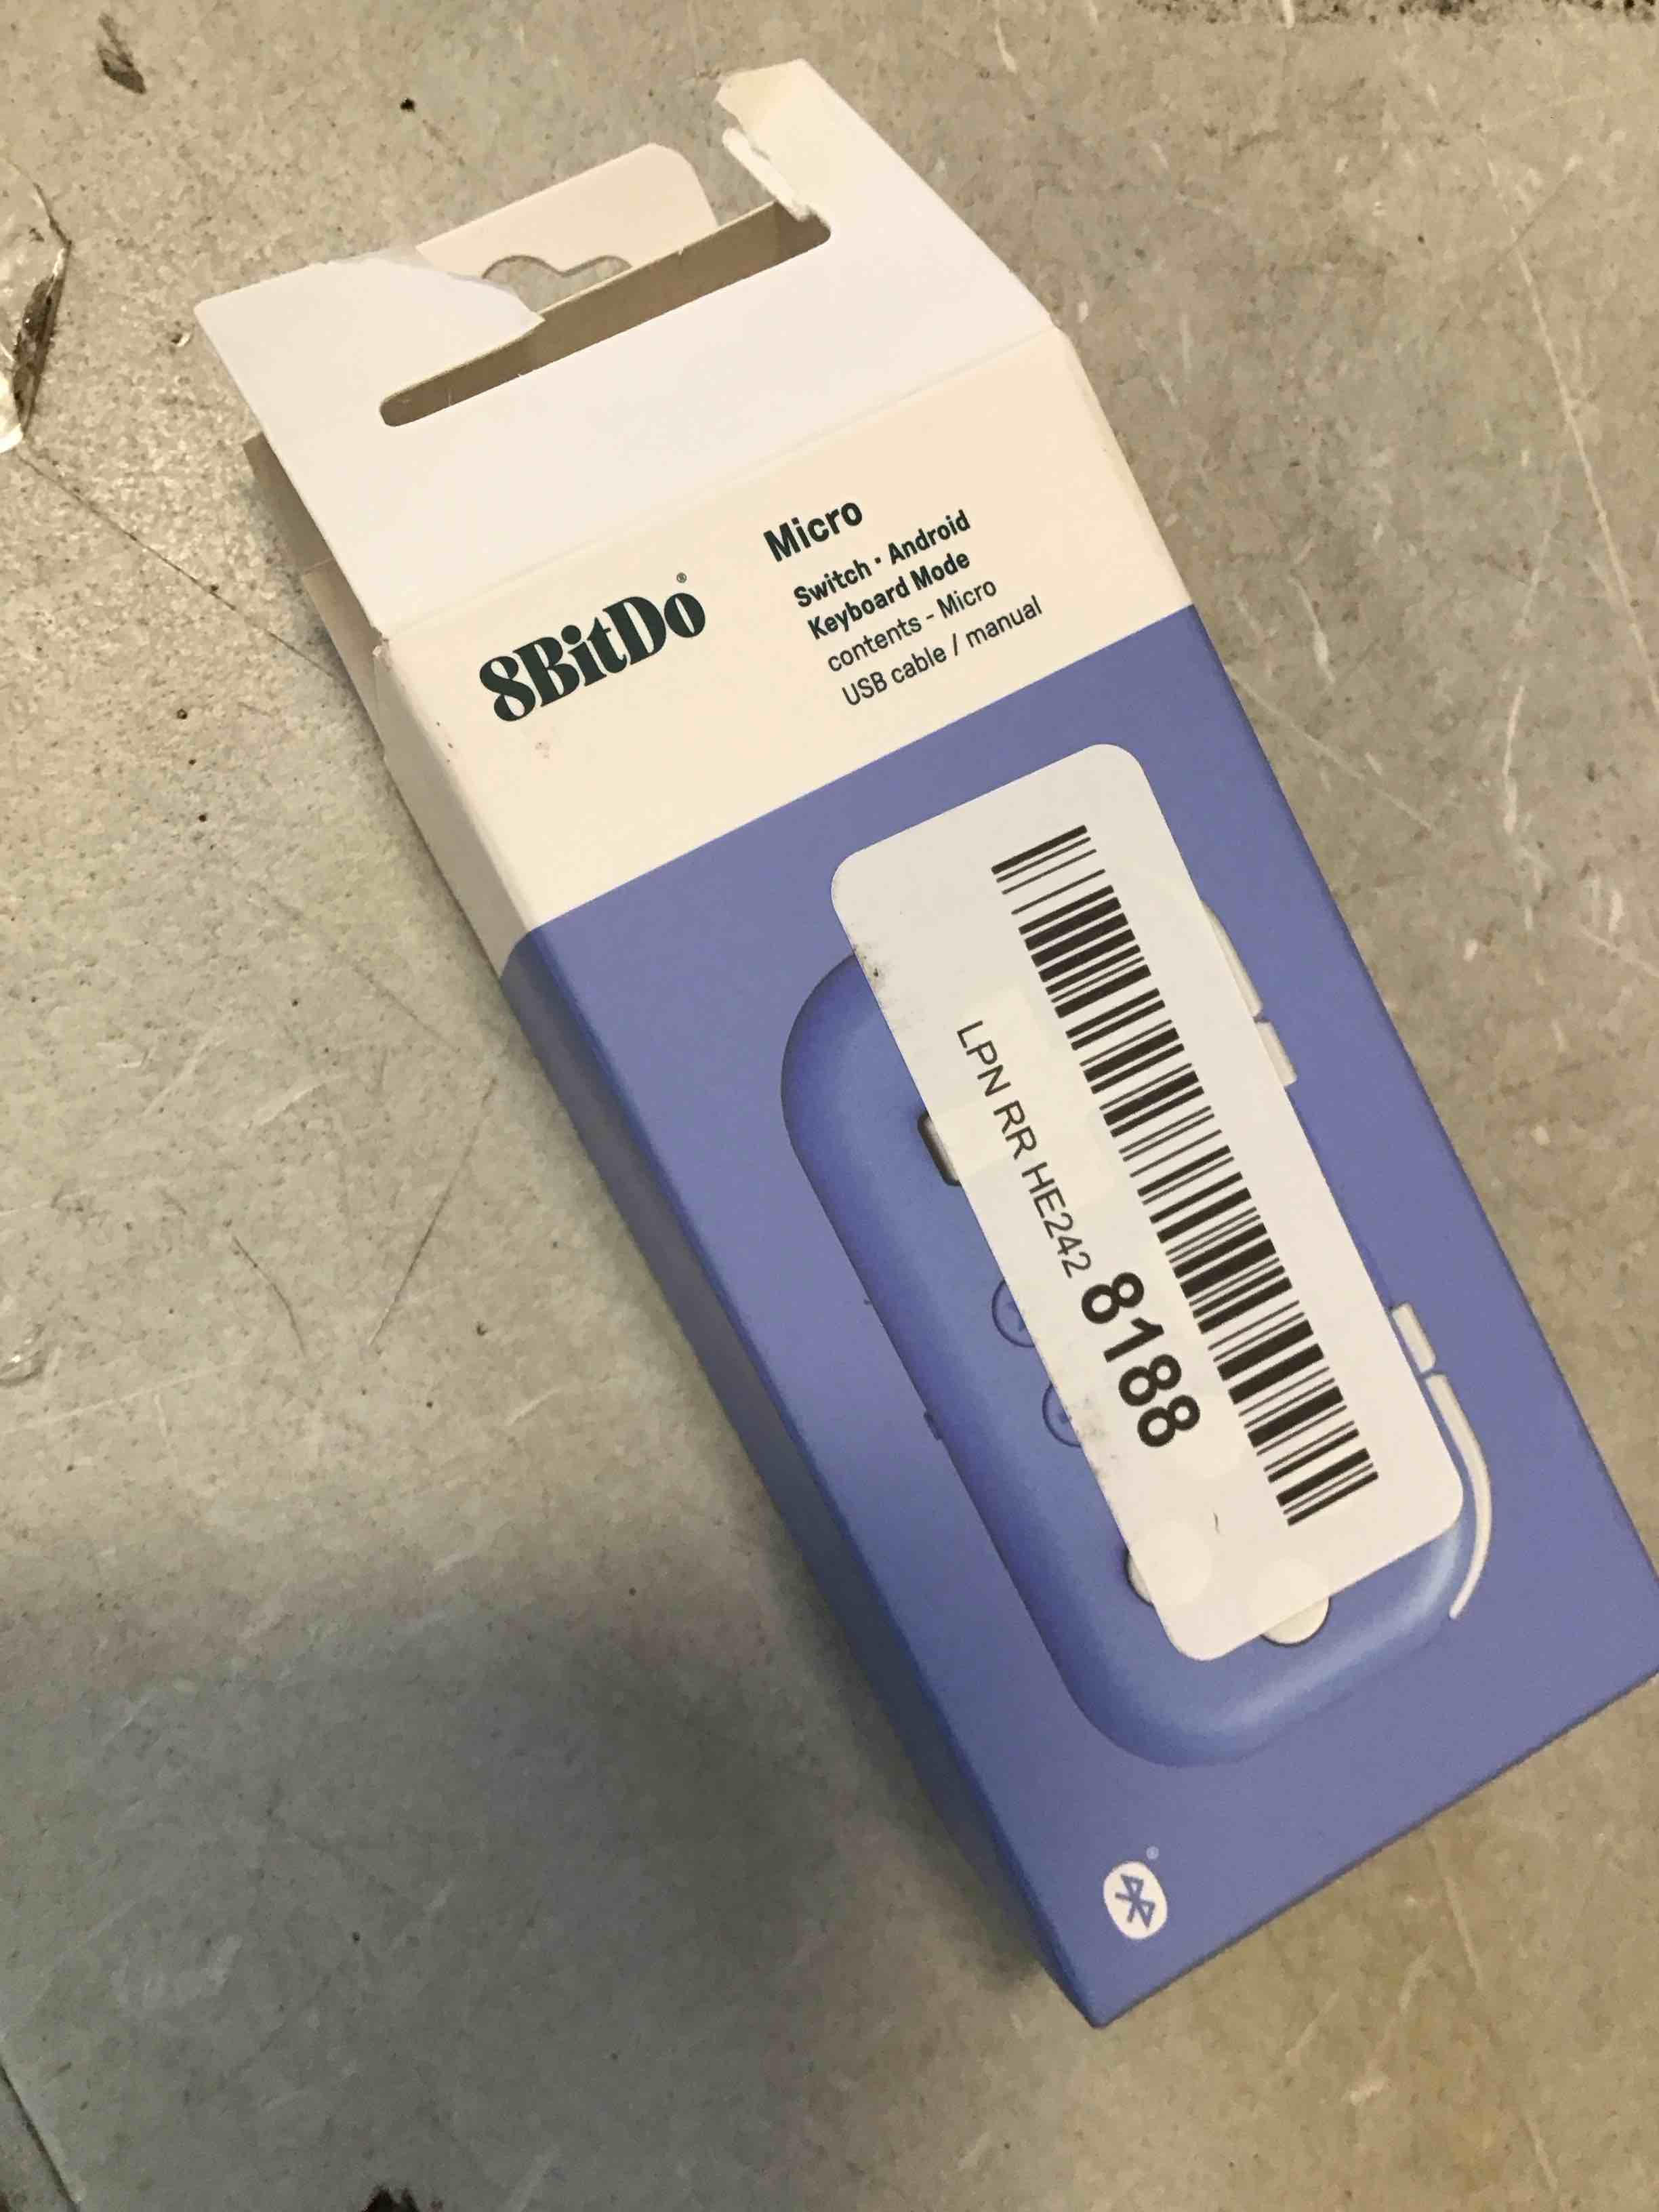 8BitDo®
Micro
Switch · Android
Keyboard Mode
contents - Micro
USB cable / manual
LPN RR HE242 8188